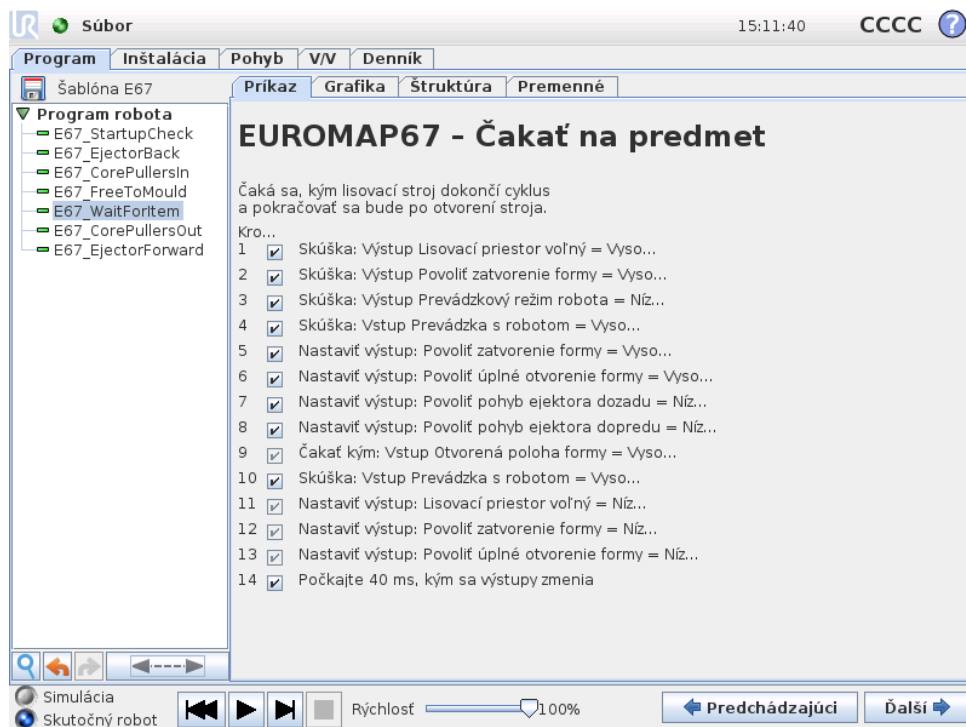 UR Súbor 15:11:40 CCCC ?
Program Inštalácia Pohyb V/V Denník
Šablóna E67
Príkaz Grafika Štruktúra Premenné
Program robota
E67_StartupCheck
E67_EjectorBack
E67_CorePullersIn
E67_FreeToMould
E67_WaitForItem
E67_CorePullersOut
E67_EjectorForward
EUROMAP67 - Čakať na predmet
Čaká sa, kým lisovací stroj dokončí cyklus
a pokračovať sa bude po otvorení stroja.
Kro...
1 Skúška: Výstup Lisovací priestor voľný = Vyso...
2 Skúška: Výstup Povoliť zatvorenie formy = Vyso...
3 Skúška: Výstup Prevádzkový režim robota = Níz...
4 Skúška: Vstup Prevádzka s robotom = Vyso...
5 Nastaviť výstup: Povoliť zatvorenie formy = Vyso...
6 Nastaviť výstup: Povoliť úplné otvorenie formy = Vyso...
7 Nastaviť výstup: Povoliť pohyb ejektora dozadu = Níz...
8 Nastaviť výstup: Povoliť pohyb ejektora dopredu = Níz...
9 Čakať kým: Vstup Otvorená poloha formy = Vyso...
10 Skúška: Vstup Prevádzka s robotom = Vyso...
11 Nastaviť výstup: Lisovací priestor voľný = Níz...
12 Nastaviť výstup: Povoliť zatvorenie formy = Níz...
13 Nastaviť výstup: Povoliť úplné otvorenie formy = Níz...
14 Počkajte 40 ms, kým sa výstupy zmenia
Simulácia
Skutočný robot
Rýchlosť 100%
Predchádzajúci
Ďalší